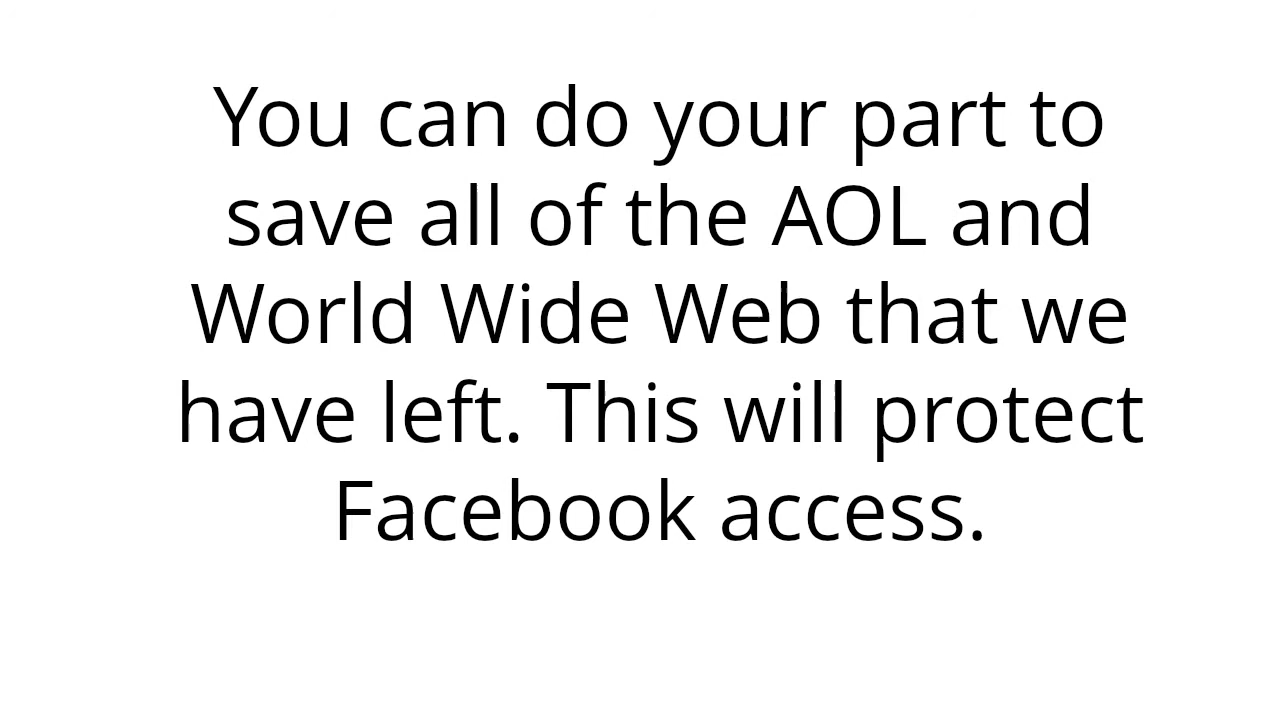 You can do your part to
save all of the AOL and
World Wide Web that we
have left. This will protect
Facebook access.